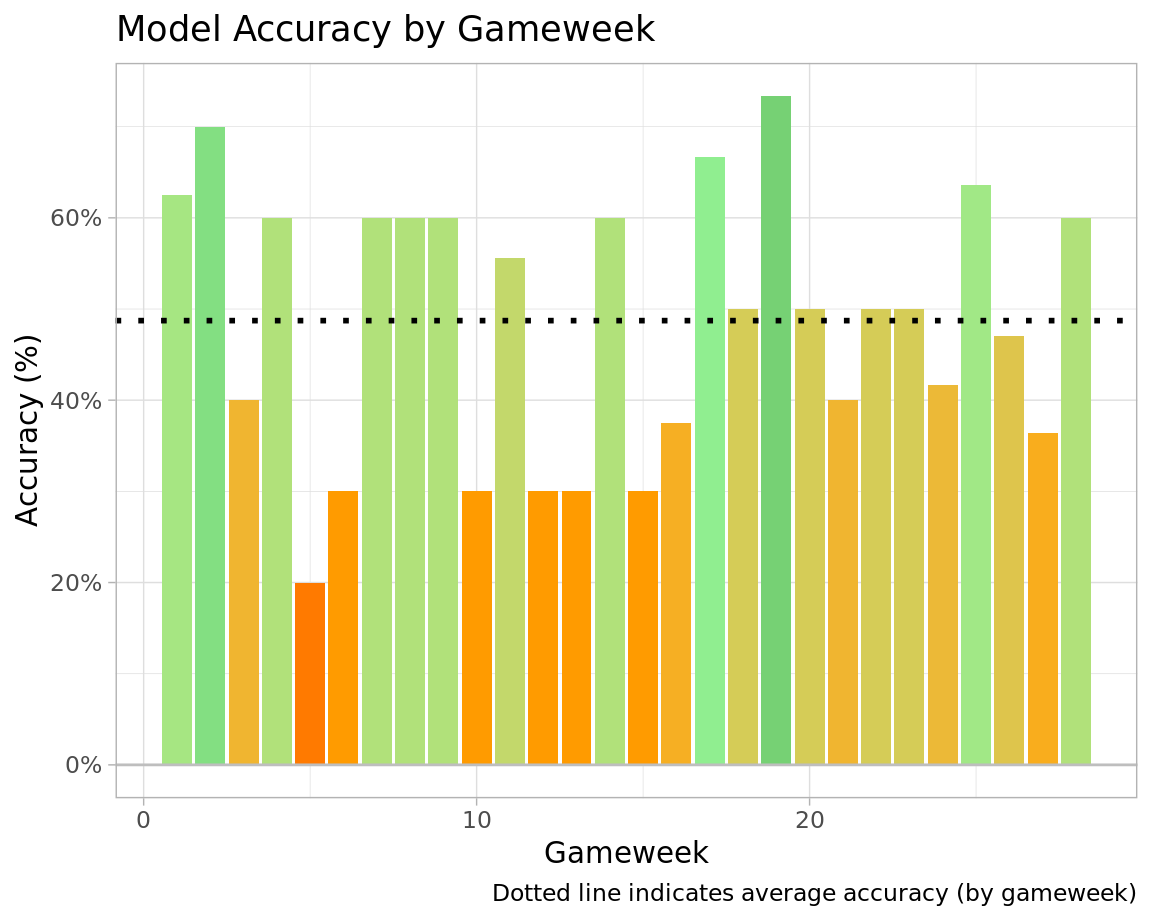 Model Accuracy by Gameweek
Accuracy (%)
60%
40%
20%
0%
0 10 20
Gameweek
Dotted line indicates average accuracy (by gameweek)